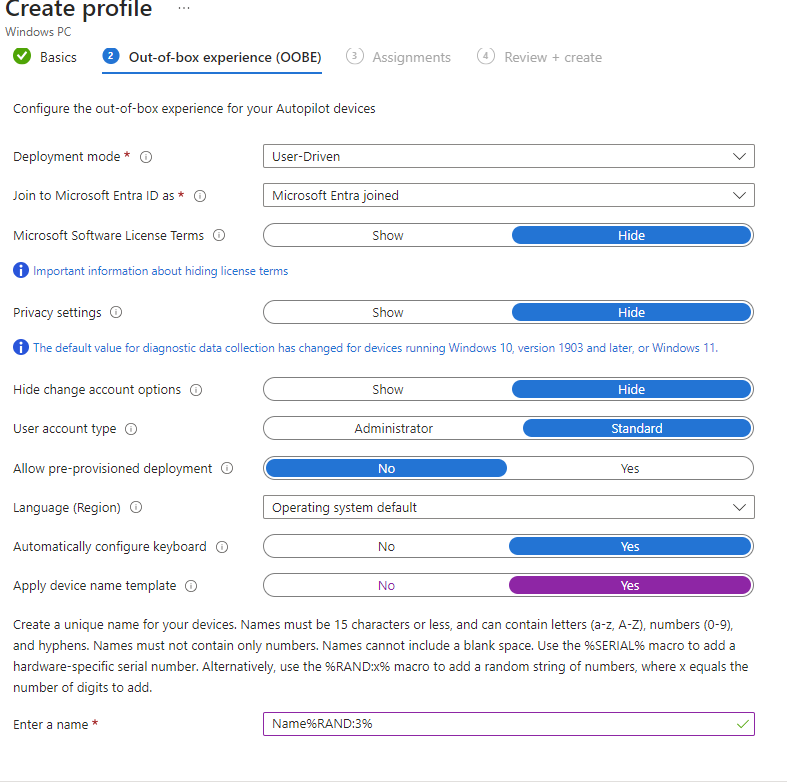 Create profile ...
Windows PC
Basics 2 Out-of-box experience (OOBE) 3 Assignments 4 Review + create
Configure the out-of-box experience for your Autopilot devices
Deployment mode * User-Driven
Join to Microsoft Entra ID as * Microsoft Entra joined
Microsoft Software License Terms Show Hide
Important information about hiding license terms
Privacy settings Show Hide
The default value for diagnostic data collection has changed for devices running Windows 10, version 1903 and later, or Windows 11.
Hide change account options Show Hide
User account type Administrator Standard
Allow pre-provisioned deployment No Yes
Language (Region) Operating system default
Automatically configure keyboard No Yes
Apply device name template No Yes
Create a unique name for your devices. Names must be 15 characters or less, and can contain letters (a-z, A-Z), numbers (0-9),
and hyphens. Names must not contain only numbers. Names cannot include a blank space. Use the %SERIAL% macro to add a
hardware-specific serial number. Alternatively, use the %RAND:x% macro to add a random string of numbers, where x equals the
number of digits to add.
Enter a name * Name%RAND:3%